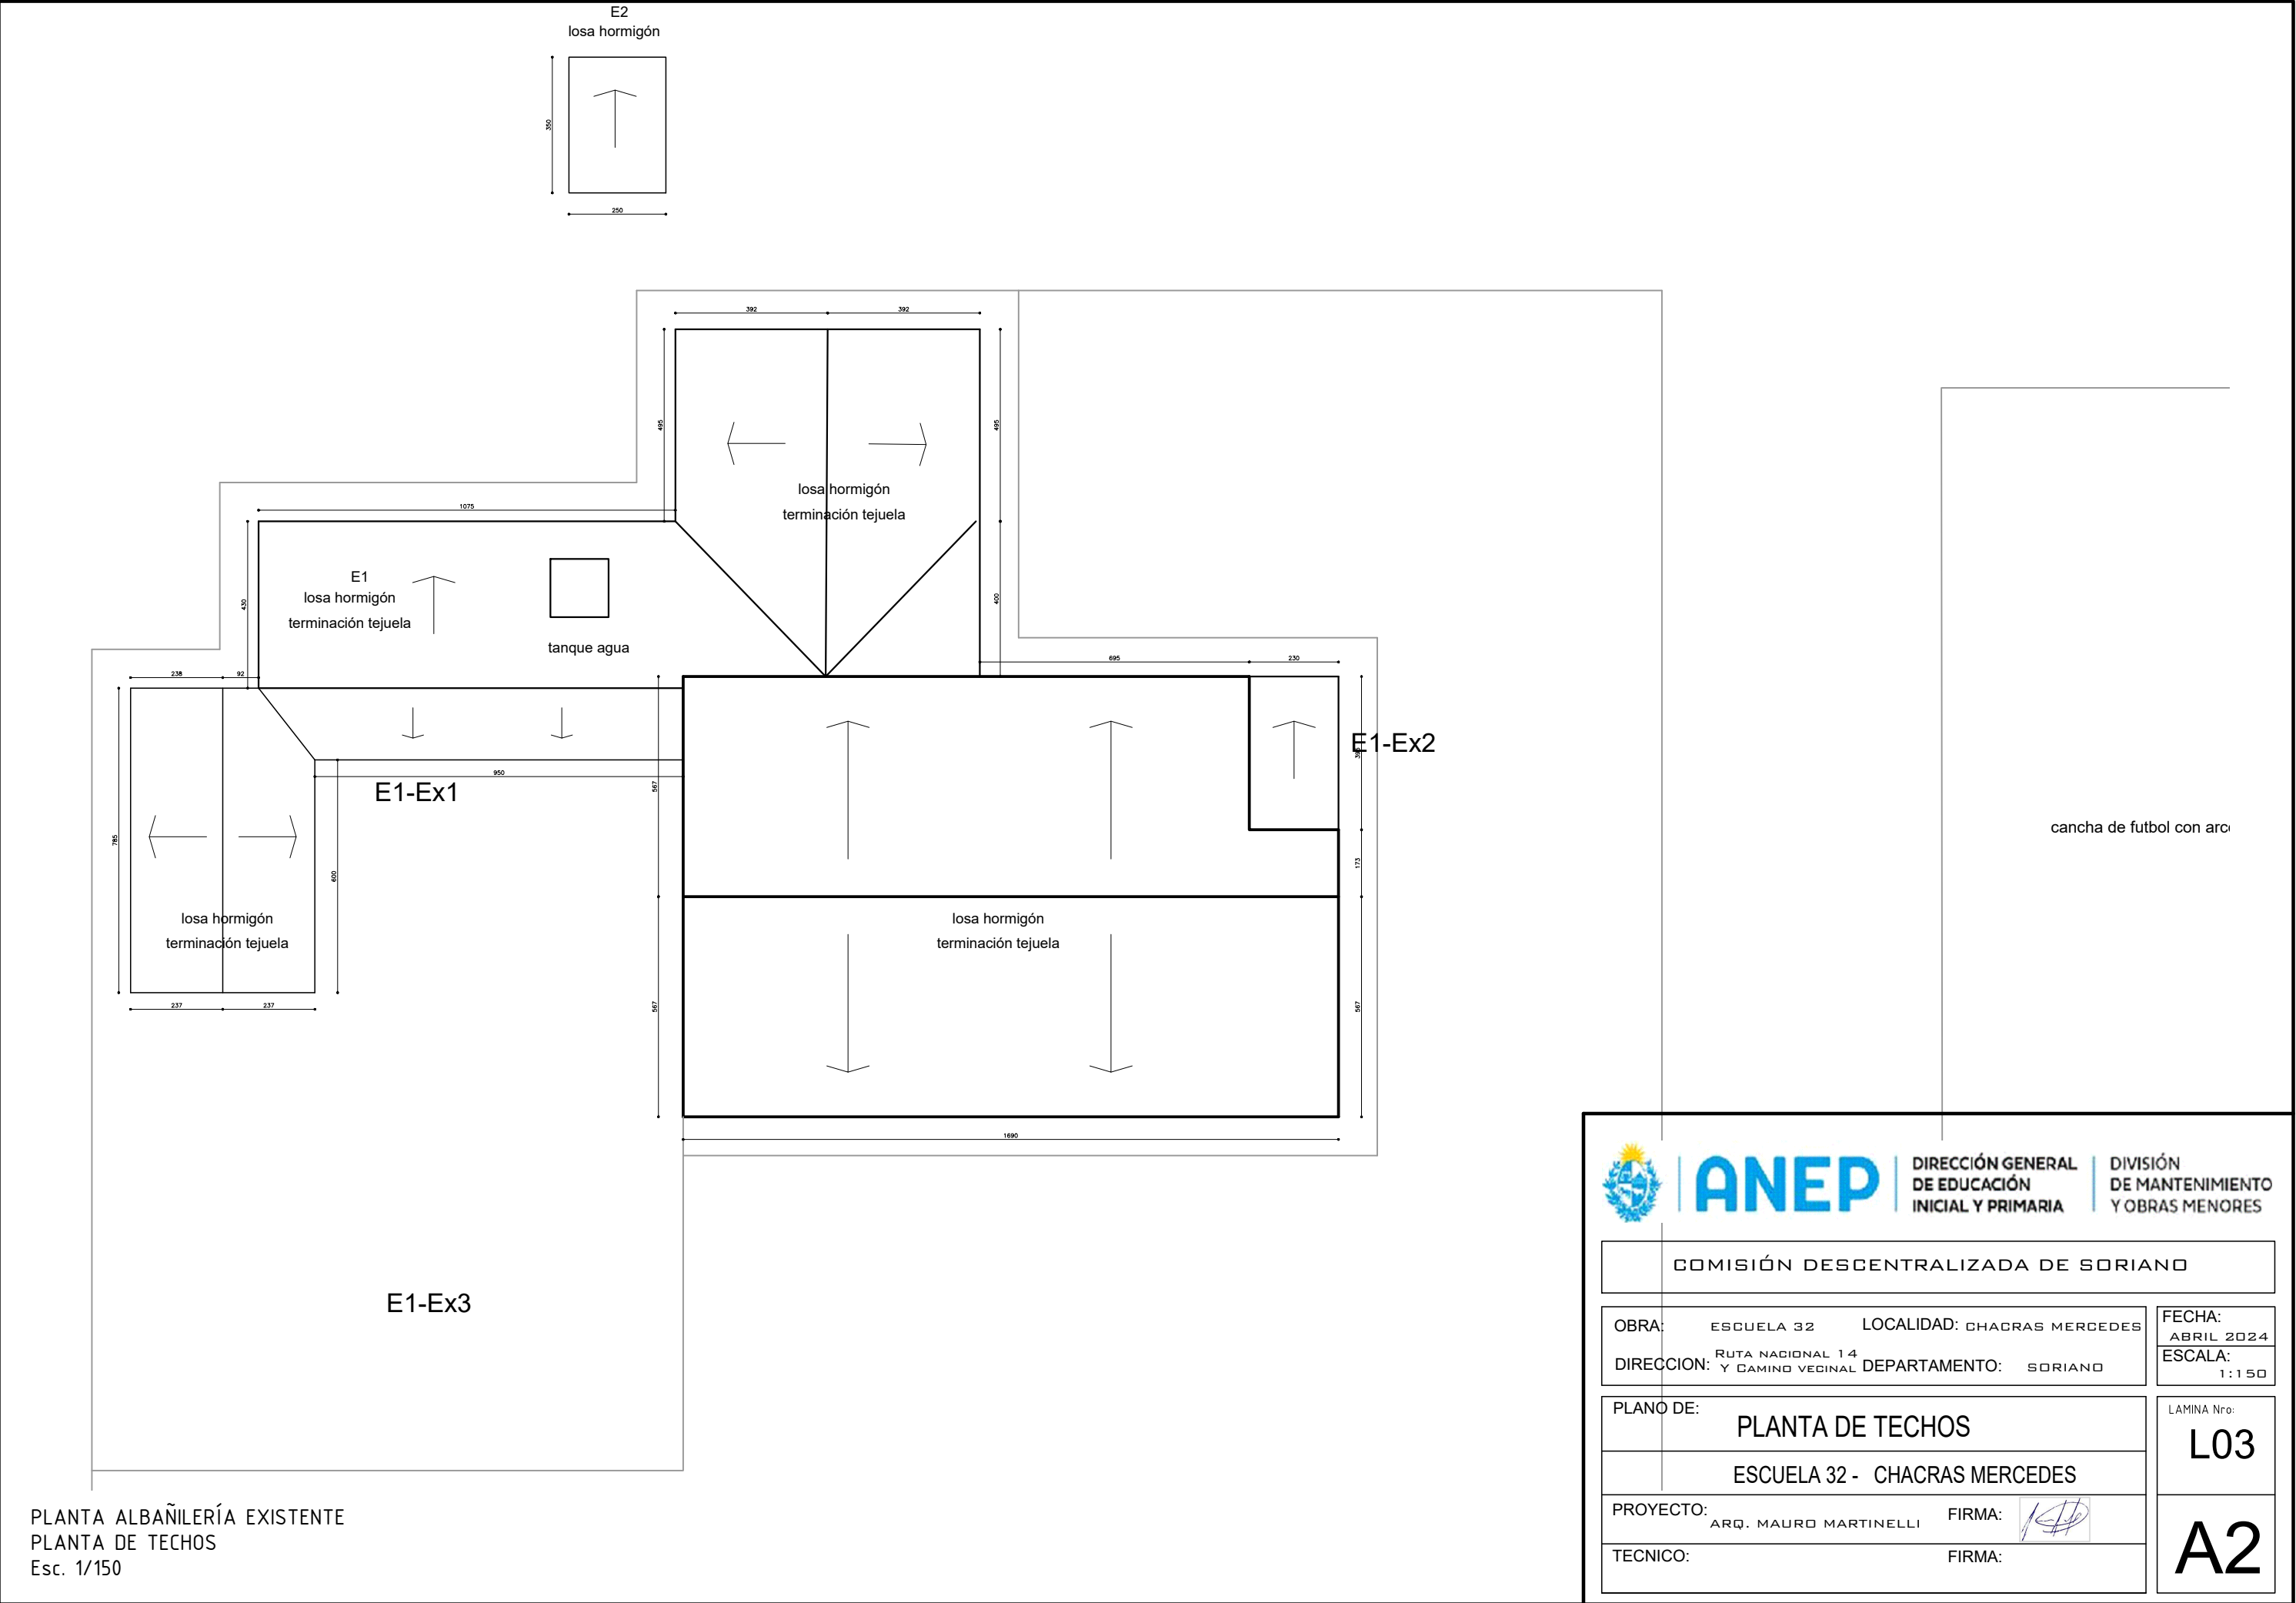 E2
losa hormigón
350
250
392 392
495
495
losa hormigón
terminación tejuela
1075
E1
losa hormigón
terminación tejuela
430
400
tanque agua
238 92
695 230
E1-Ex2
567
950
E1-Ex1
785
600
173
losa hormigón
terminación tejuela
losa hormigón
terminación tejuela
237 237
567
567
1690
cancha de futbol con arc
E1-Ex3
PLANTA ALBAÑILERÍA EXISTENTE
PLANTA DE TECHOS
Esc. 1/150
ANEP
DIRECCIÓN GENERAL
DE EDUCACIÓN
INICIAL Y PRIMARIA
DIVISIÓN
DE MANTENIMIENTO
Y OBRAS MENORES
COMISIÓN DESCENTRALIZADA DE SORIANO
OBRA: ESCUELA 32 LOCALIDAD: CHACRAS MERCEDES
DIRECCION: RUTA NACIONAL 14
Y CAMINO VECINAL DEPARTAMENTO: SORIANO
FECHA:
ABRIL 2024
ESCALA:
1:150
PLANO DE:
PLANTA DE TECHOS
ESCUELA 32 - CHACRAS MERCEDES
LAMINA Nro:
L03
PROYECTO: ARQ. MAURO MARTINELLI FIRMA:
TECNICO: FIRMA:
A2